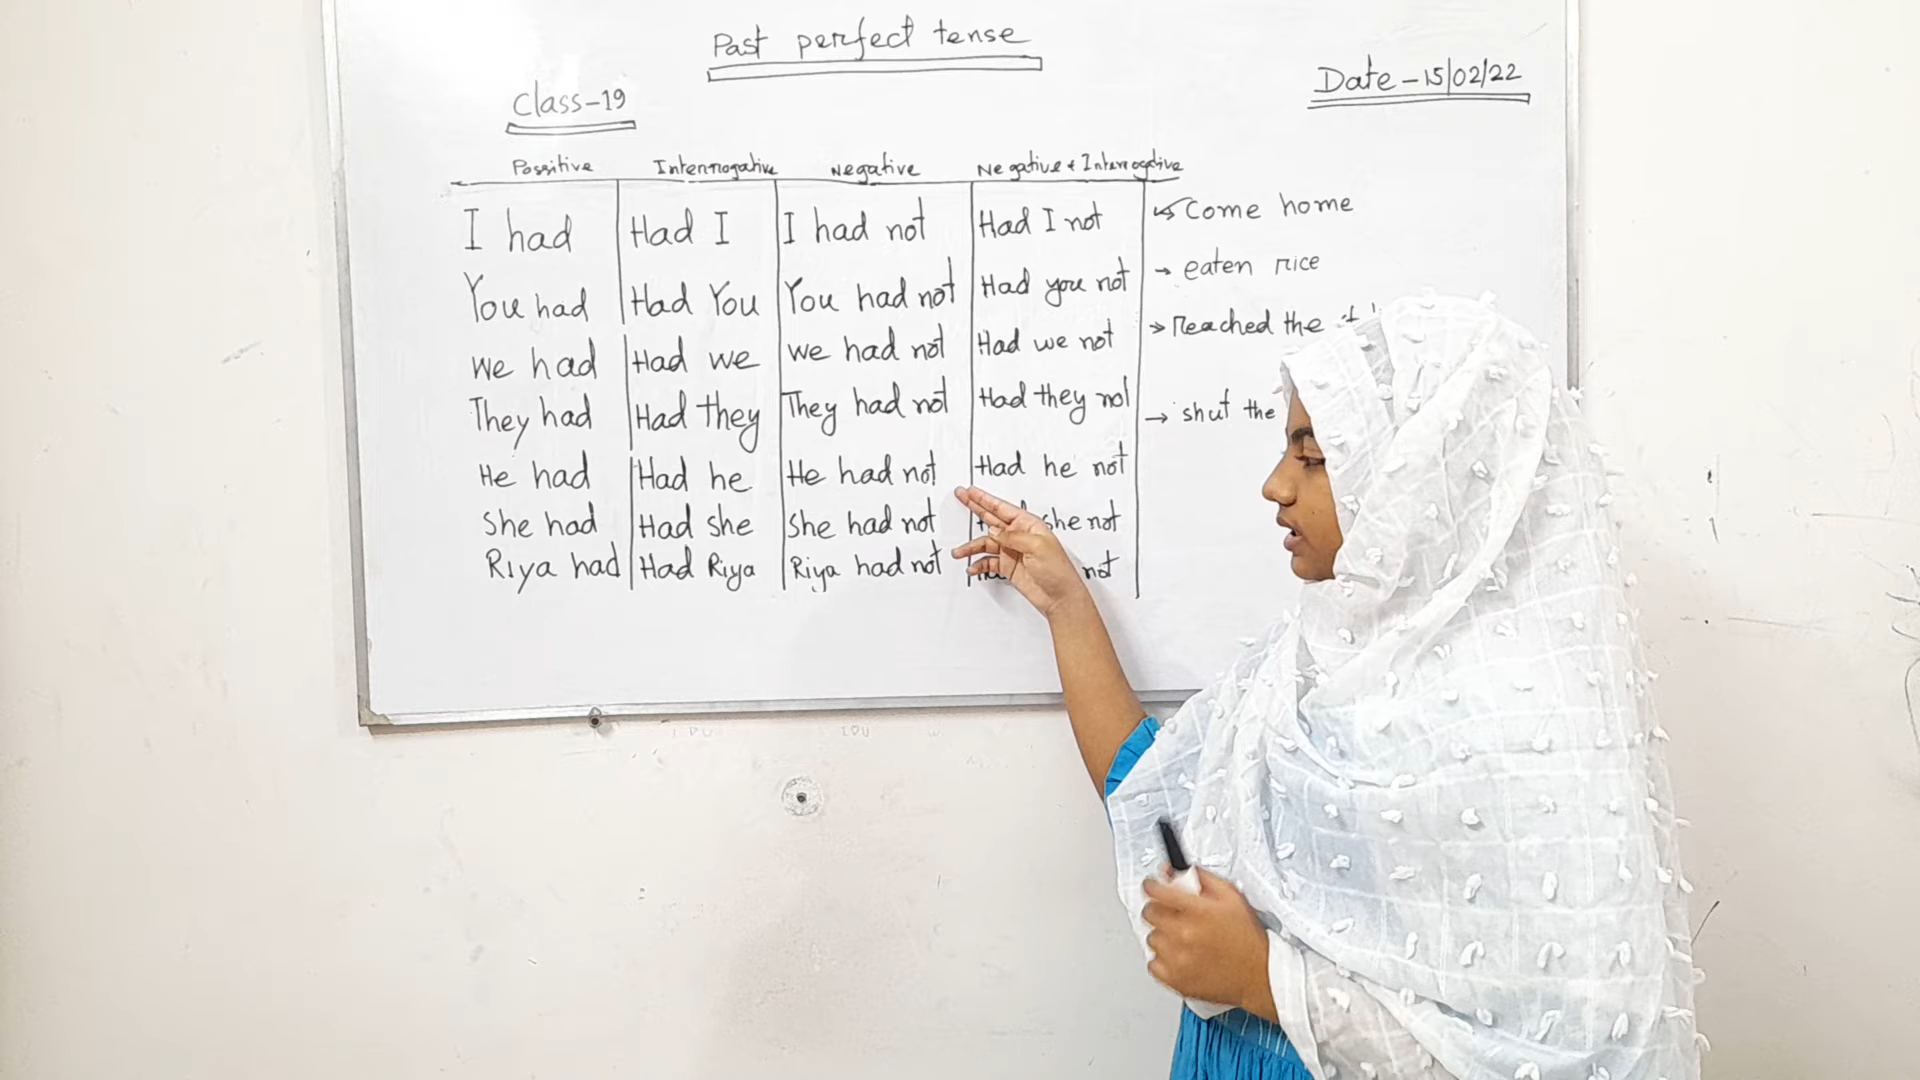 Past perfect tense
Class-19
Date-15/02/22
Possitive Interrogative Negative Negative + Interrogative
I had Had I I had not Had I not Come home
You had Had You You had not Had you not eaten rice
we had Had we we had not Had we not Reached the
They had Had they They had not Had they not shut the
He had Had he He had not Had he not
She had Had she She had not she not
Riya had Had Riya Riya had not not